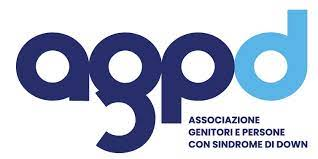 agpd
ASSOCIAZIONE
GENITORI E PERSONE
CON SINDROME DI DOWN